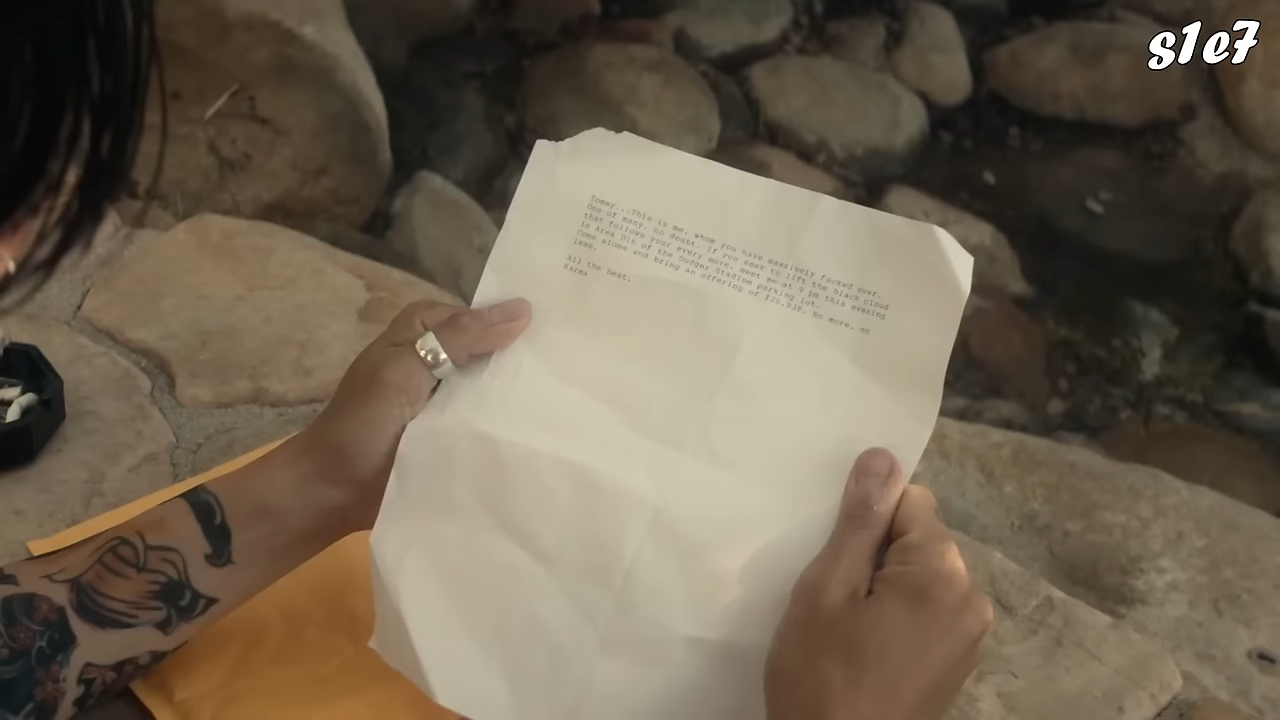 s1e7
Tommy...This is me, whom you have massively fucked over.
One of many, no doubt. If you seek to lift the black cloud
that follows your every move, meet me at 9 pm this evening
in Area 016 of the Dodger Stadium parking lot.
Come alone and bring an offering of $26,936. No more, no
less.
All the best,
Karma